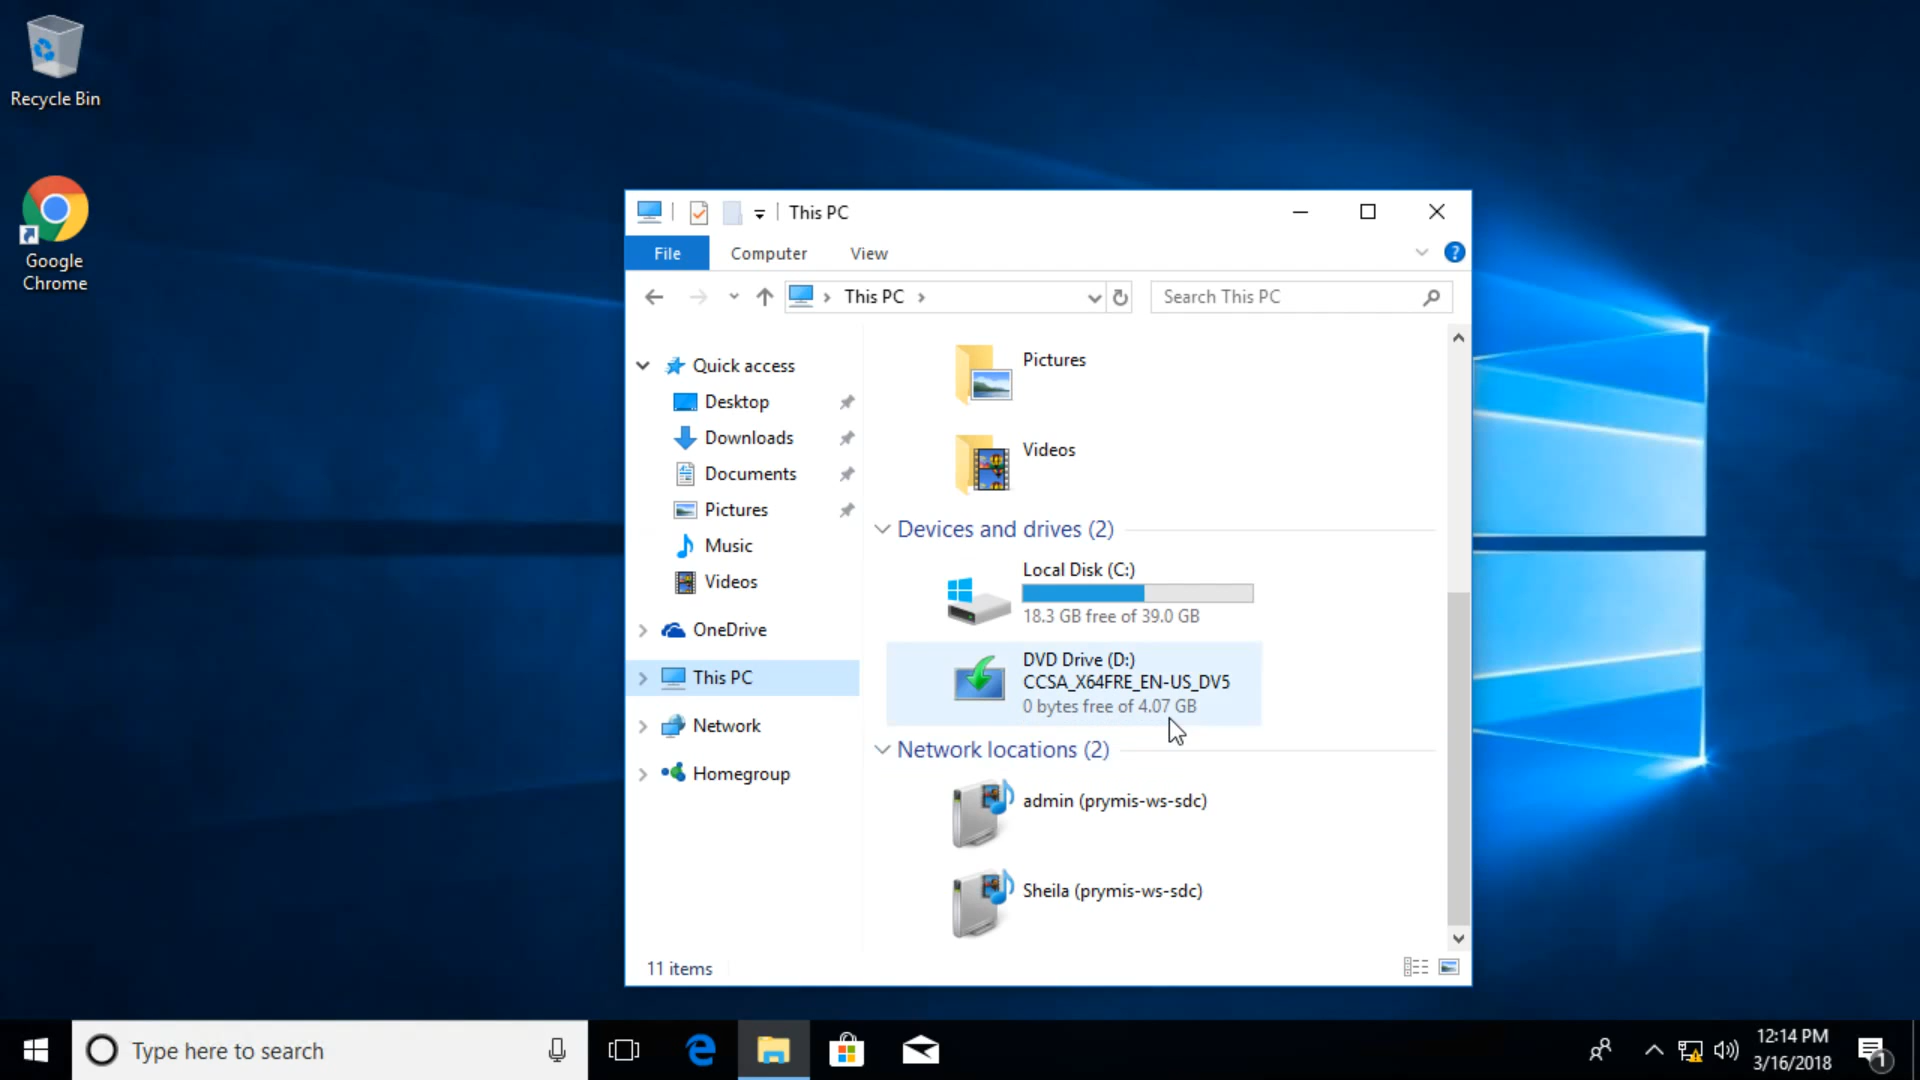 Recycle Bin
Google
Chrome
This PC
File
Computer
View
?
This PC
Search This PC
Quick access
Desktop
Downloads
Documents
Pictures
Music
Videos
OneDrive
This PC
Network
Homegroup
Pictures
Videos
Devices and drives (2)
Local Disk (C:)
18.3 GB free of 39.0 GB
DVD Drive (D:)
CCSA_X64FRE_EN-US_DV5
0 bytes free of 4.07 GB
Network locations (2)
admin (prymis-ws-sdc)
Sheila (prymis-ws-sdc)
11 items
Type here to search
12:14 PM
3/16/2018
1